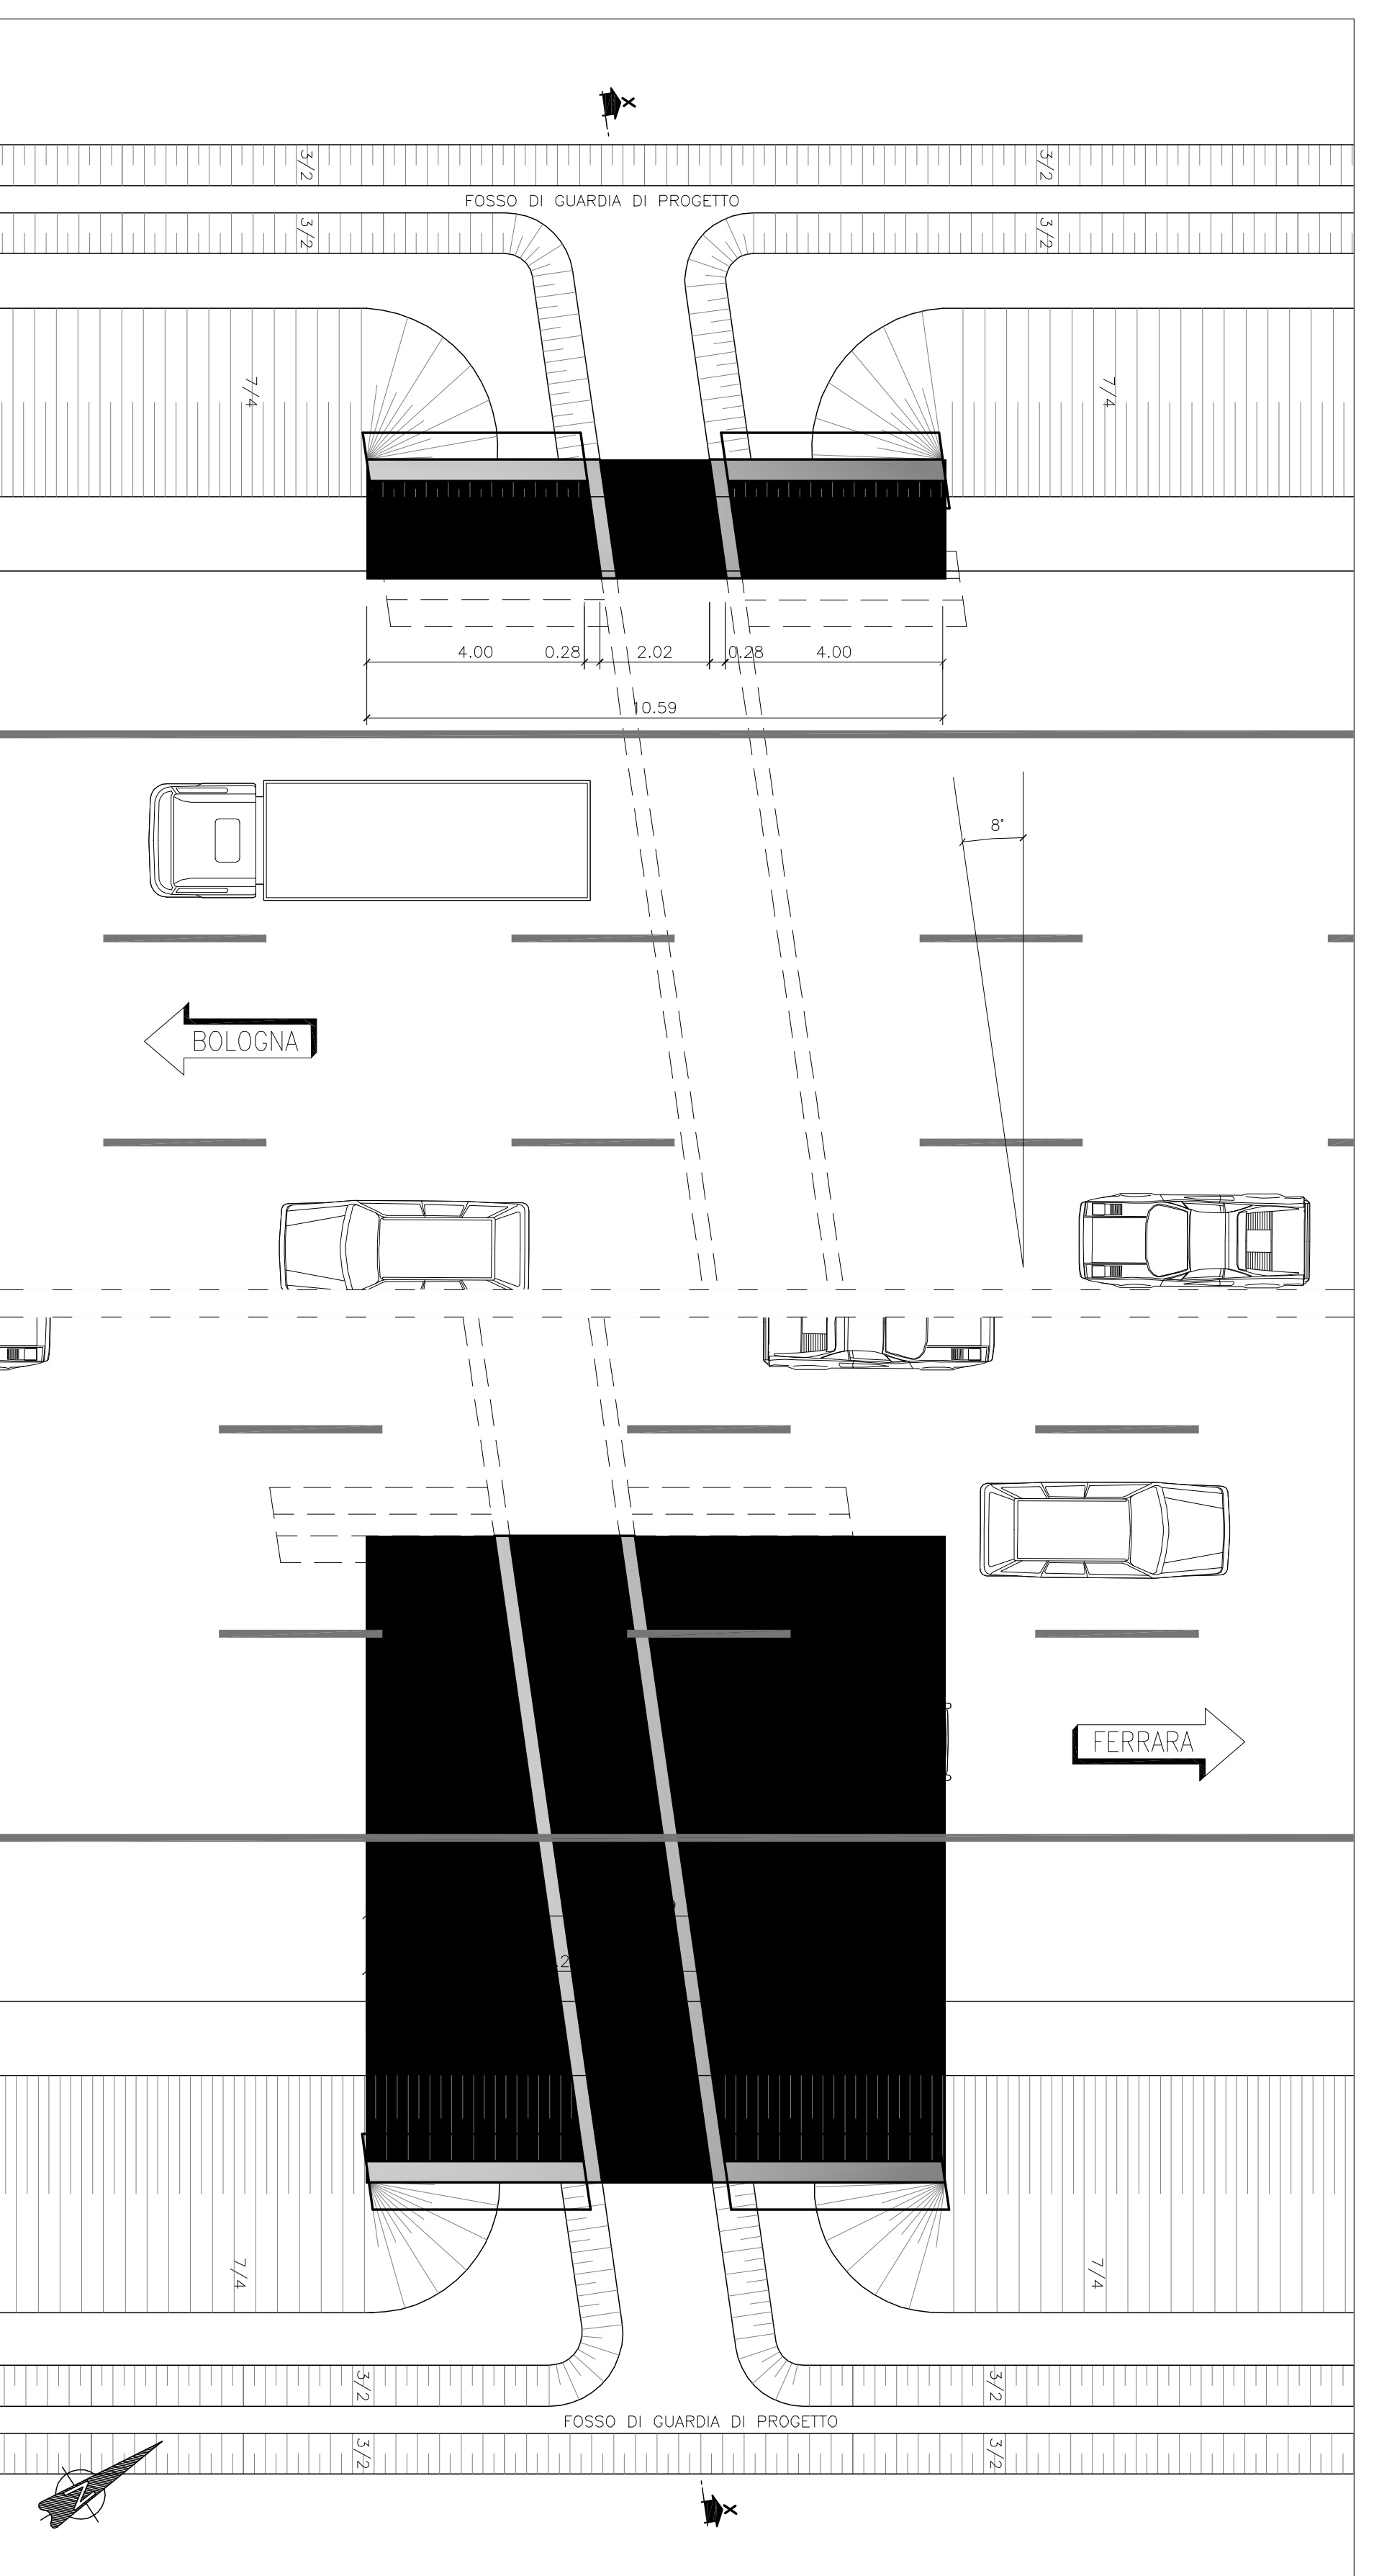 X
3/2
3/2
FOSSO DI GUARDIA DI PROGETTO
3/2
3/2
7/4
7/4
4.00
0.28
2.02
0.28
4.00
10.59
8°
BOLOGNA
FERRARA
7/4
7/4
3/2
3/2
FOSSO DI GUARDIA DI PROGETTO
3/2
3/2
N
X